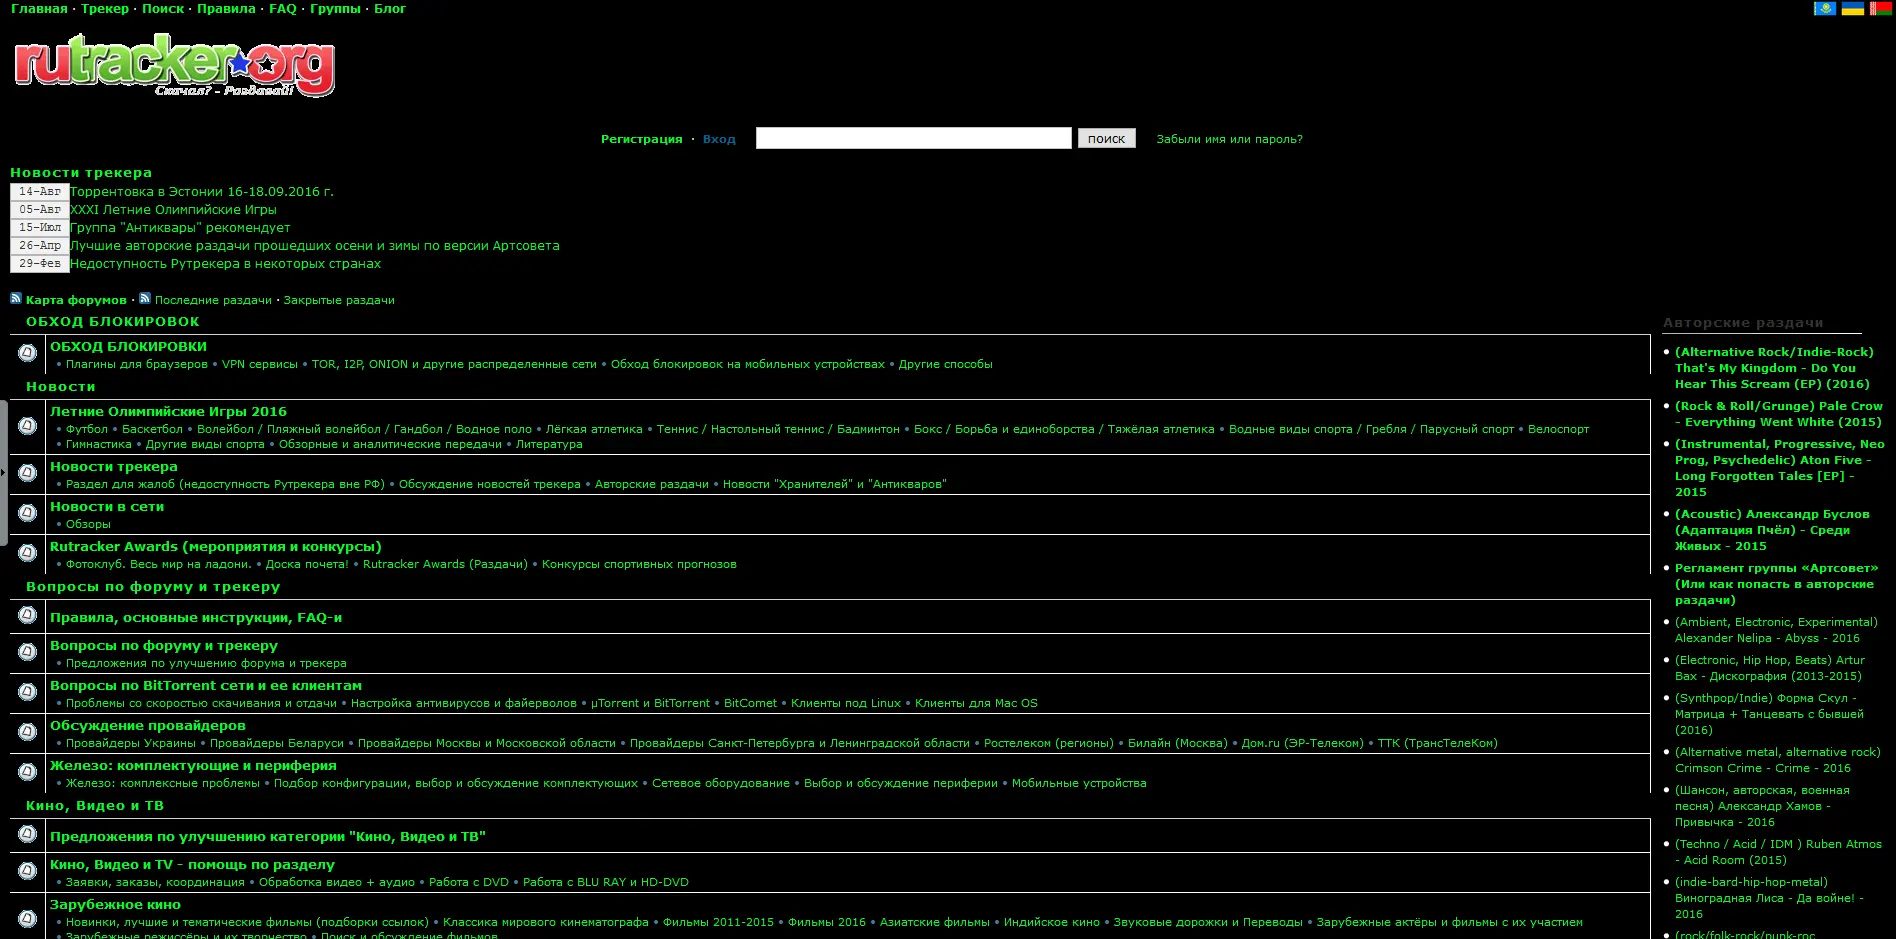 Главная · Трекер · Поиск · Правила · FAQ · Группы · Блог
rutracker.org
Скачал? - Раздавай!
Регистрация · Вход поиск Забыли имя или пароль?
Новости трекера
14-Авг Торрентовка в Эстонии 16-18.09.2016 г.
05-Авг XXXI Летние Олимпийские Игры
15-Июл Группа "Антиквары" рекомендует
26-Апр Лучшие авторские раздачи прошедших осени и зимы по версии Артсовета
29-Фев Недоступность Рутрекера в некоторых странах
Карта форумов · Последние раздачи · Закрытые раздачи
ОБХОД БЛОКИРОВОК
ОБХОД БЛОКИРОВКИ
• Плагины для браузеров • VPN сервисы • TOR, I2P, ONION и другие распределенные сети • Обход блокировок на мобильных устройствах • Другие способы
Новости
Летние Олимпийские Игры 2016
• Футбол • Баскетбол • Волейбол / Пляжный волейбол / Гандбол / Водное поло • Лёгкая атлетика • Теннис / Настольный теннис / Бадминтон • Бокс / Борьба и единоборства / Тяжёлая атлетика • Водные виды спорта / Гребля / Парусный спорт • Велоспорт
• Гимнастика • Другие виды спорта • Обзорные и аналитические передачи • Литература
Новости трекера
• Раздел для жалоб (недоступность Рутрекера вне РФ) • Обсуждение новостей трекера • Авторские раздачи • Новости "Хранителей" и "Антикваров"
Новости в сети
• Обзоры
Rutracker Awards (мероприятия и конкурсы)
• Фотоклуб. Весь мир на ладони. • Доска почета! • Rutracker Awards (Раздачи) • Конкурсы спортивных прогнозов
Вопросы по форуму и трекеру
Правила, основные инструкции, FAQ-и
Вопросы по форуму и трекеру
• Предложения по улучшению форума и трекера
Вопросы по BitTorrent сети и ее клиентам
• Проблемы со скоростью скачивания и отдачи • Настройка антивирусов и файерволов • µTorrent и BitTorrent • BitComet • Клиенты под Linux • Клиенты для Mac OS
Обсуждение провайдеров
• Провайдеры Украины • Провайдеры Беларуси • Провайдеры Москвы и Московской области • Провайдеры Санкт-Петербурга и Ленинградской области • Ростелеком (регионы) • Билайн (Москва) • Дом.ru (ЭР-Телеком) • ТТК (ТрансТелеКом)
Железо: комплектующие и периферия
• Железо: комплексные проблемы • Подбор конфигурации, выбор и обсуждение комплектующих • Сетевое оборудование • Выбор и обсуждение периферии • Мобильные устройства
Кино, Видео и ТВ
Предложения по улучшению категории "Кино, Видео и ТВ"
Кино, Видео и TV - помощь по разделу
• Заявки, заказы, координация • Обработка видео + аудио • Работа с DVD • Работа с BLU RAY и HD-DVD
Зарубежное кино
• Новинки, лучшие и тематические фильмы (подборки ссылок) • Классика мирового кинематографа • Фильмы 2011-2015 • Фильмы 2016 • Азиатские фильмы • Индийское кино • Звуковые дорожки и Переводы • Зарубежные актёры и фильмы с их участием
• Зарубежные режиссёры и их творчество • Поиск и обсуждение фильмов
Авторские раздачи
• (Alternative Rock/Indie-Rock)
That's My Kingdom - Do You
Hear This Scream (EP) (2016)
• (Rock & Roll/Grunge) Pale Crow
- Everything Went White (2015)
• (Instrumental, Progressive, Neo
Prog, Psychedelic) Aton Five -
Long Forgotten Tales [EP] -
2015
• (Acoustic) Александр Буслов
(Адаптация Пчёл) - Среди
Живых - 2015
• Регламент группы «Артсовет»
(Или как попасть в авторские
раздачи)
• (Ambient, Electronic, Experimental)
Alexander Nelipa - Abyss - 2016
• (Electronic, Hip Hop, Beats) Artur
Вах - Дискография (2013-2015)
• (Synthpop/Indie) Форма Скул -
Матрица + Танцевать с бывшей
(2016)
• (Alternative metal, alternative rock)
Crimson Crime - Crime - 2016
• (Шансон, авторская, военная
песня) Александр Хамов -
Привычка - 2016
• (Techno / Acid / IDM ) Ruben Atmos
- Acid Room (2015)
• (indie-bard-hip-hop-metal)
Виноградная Лиса - Да войне! -
2016
• (rock/folk-rock/punk-roc